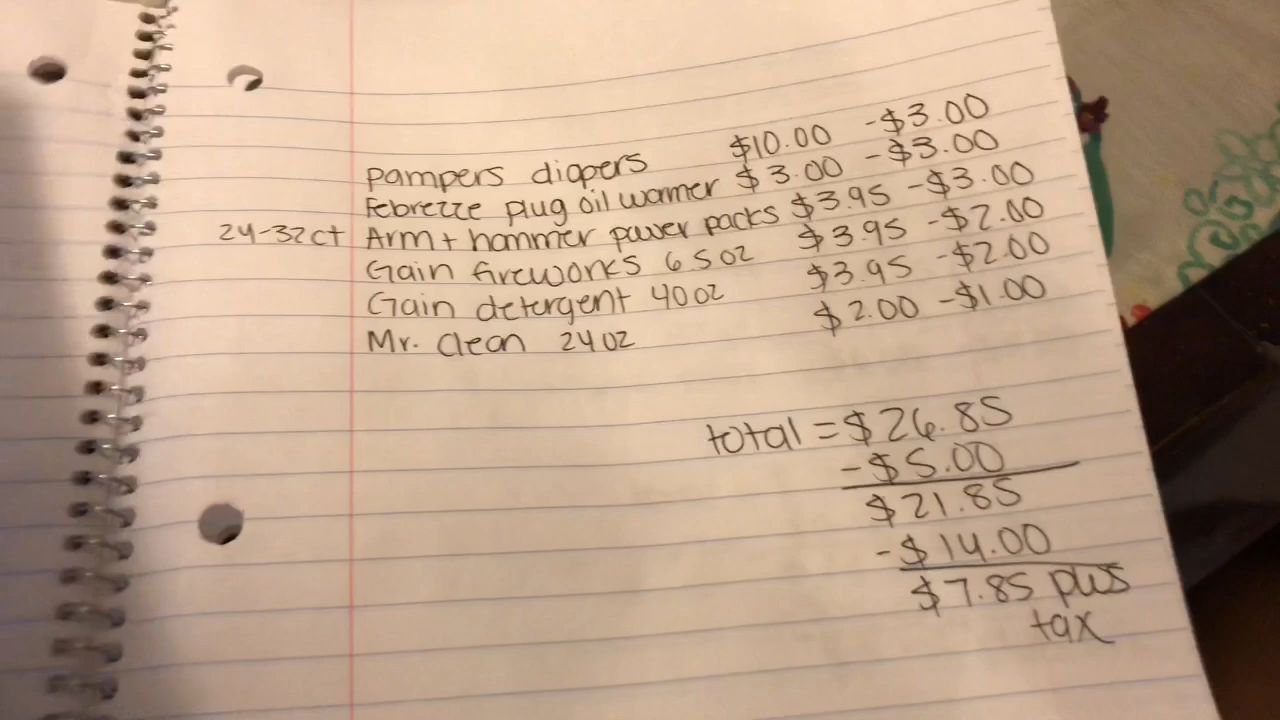 pampers diapers $10.00 -$3.00
Febrezze plug oil warmer $3.00 -$3.00
24-32ct Arm + hammer power packs $3.95 -$3.00
Gain fireworks 6.5oz $3.95 -$2.00
Gain detergent 40oz $3.95 -$2.00
Mr. Clean 24oz $2.00 -$1.00
total = $26.85
-$5.00
$21.85
-$14.00
$7.85 plus
tax